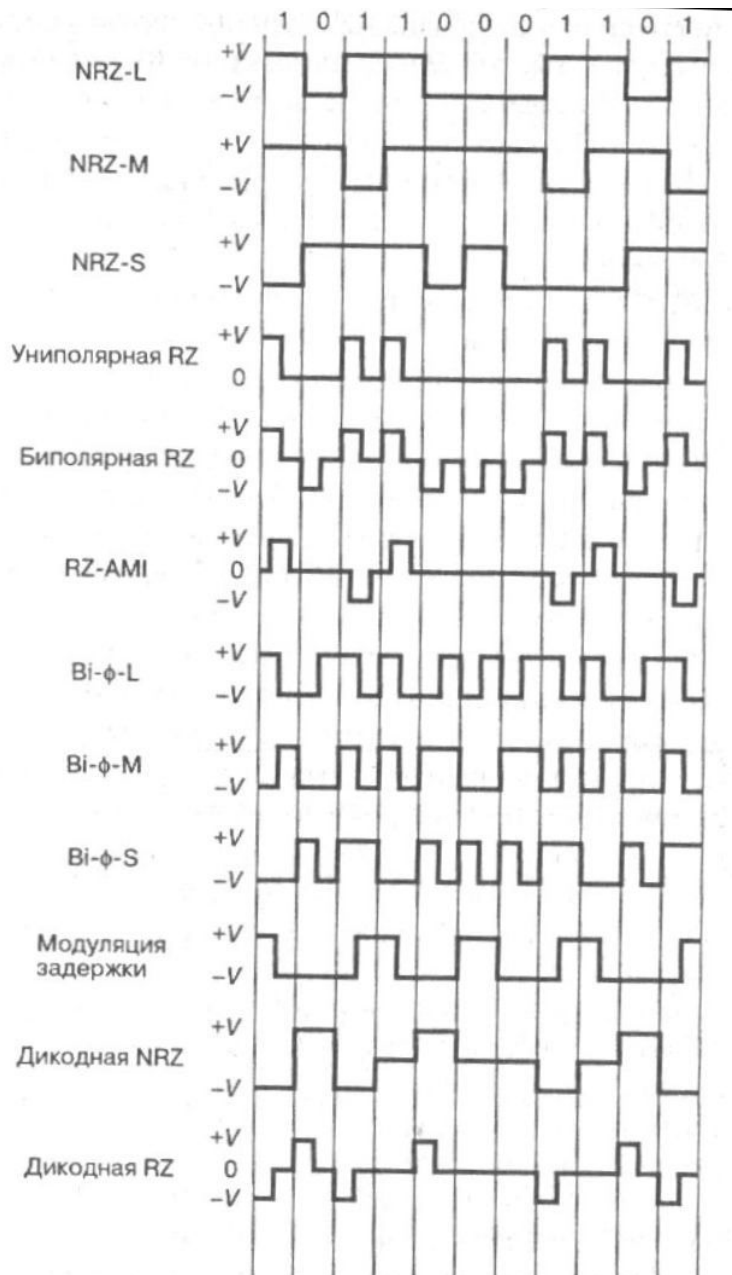 1 0 1 1 0 0 0 1 1 0 1
+V
NRZ-L
−V
+V
NRZ-M
−V
+V
NRZ-S
−V
+V
Униполярная RZ
0
+V
Биполярная RZ
0
−V
+V
RZ-AMI
0
−V
+V
Bi-ϕ-L
−V
+V
Bi-ϕ-M
−V
+V
Bi-ϕ-S
−V
+V
Модуляция
задержки
−V
+V
Дикодная NRZ
−V
+V
Дикодная RZ
0
−V